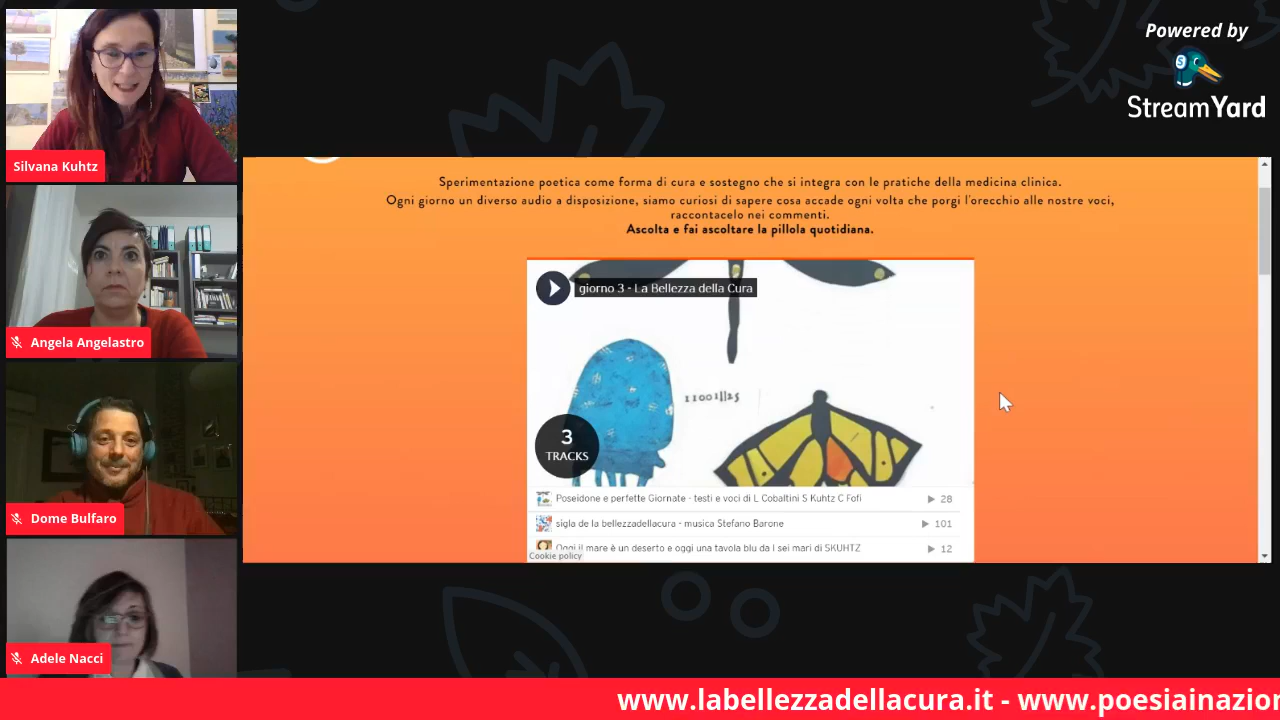 Powered by
StreamYard
Silvana Kuhtz
Angela Angelastro
Dome Bulfaro
Adele Nacci
Sperimentazione poetica come forma di cura e sostegno che si integra con le pratiche della medicina clinica.
Ogni giorno un diverso audio a disposizione, siamo curiosi di sapere cosa accade ogni volta che porgi l'orecchio alle nostre voci,
raccontacelo nei commenti.
Ascolta e fai ascoltare la pillola quotidiana.
giorno 3 - La Bellezza della Cura
3
TRACKS
Poseidone e perfette Giornate - testi e voci di L Cobaltini S Kuhtz C Fofi
28
sigla de la bellezzadellacura - musica Stefano Barone
101
Oggi il mare è un deserto e oggi una tavola blu da I sei mari di SKUHTZ
12
Cookie policy
www.labellezzadellacura.it - www.poesiainazion